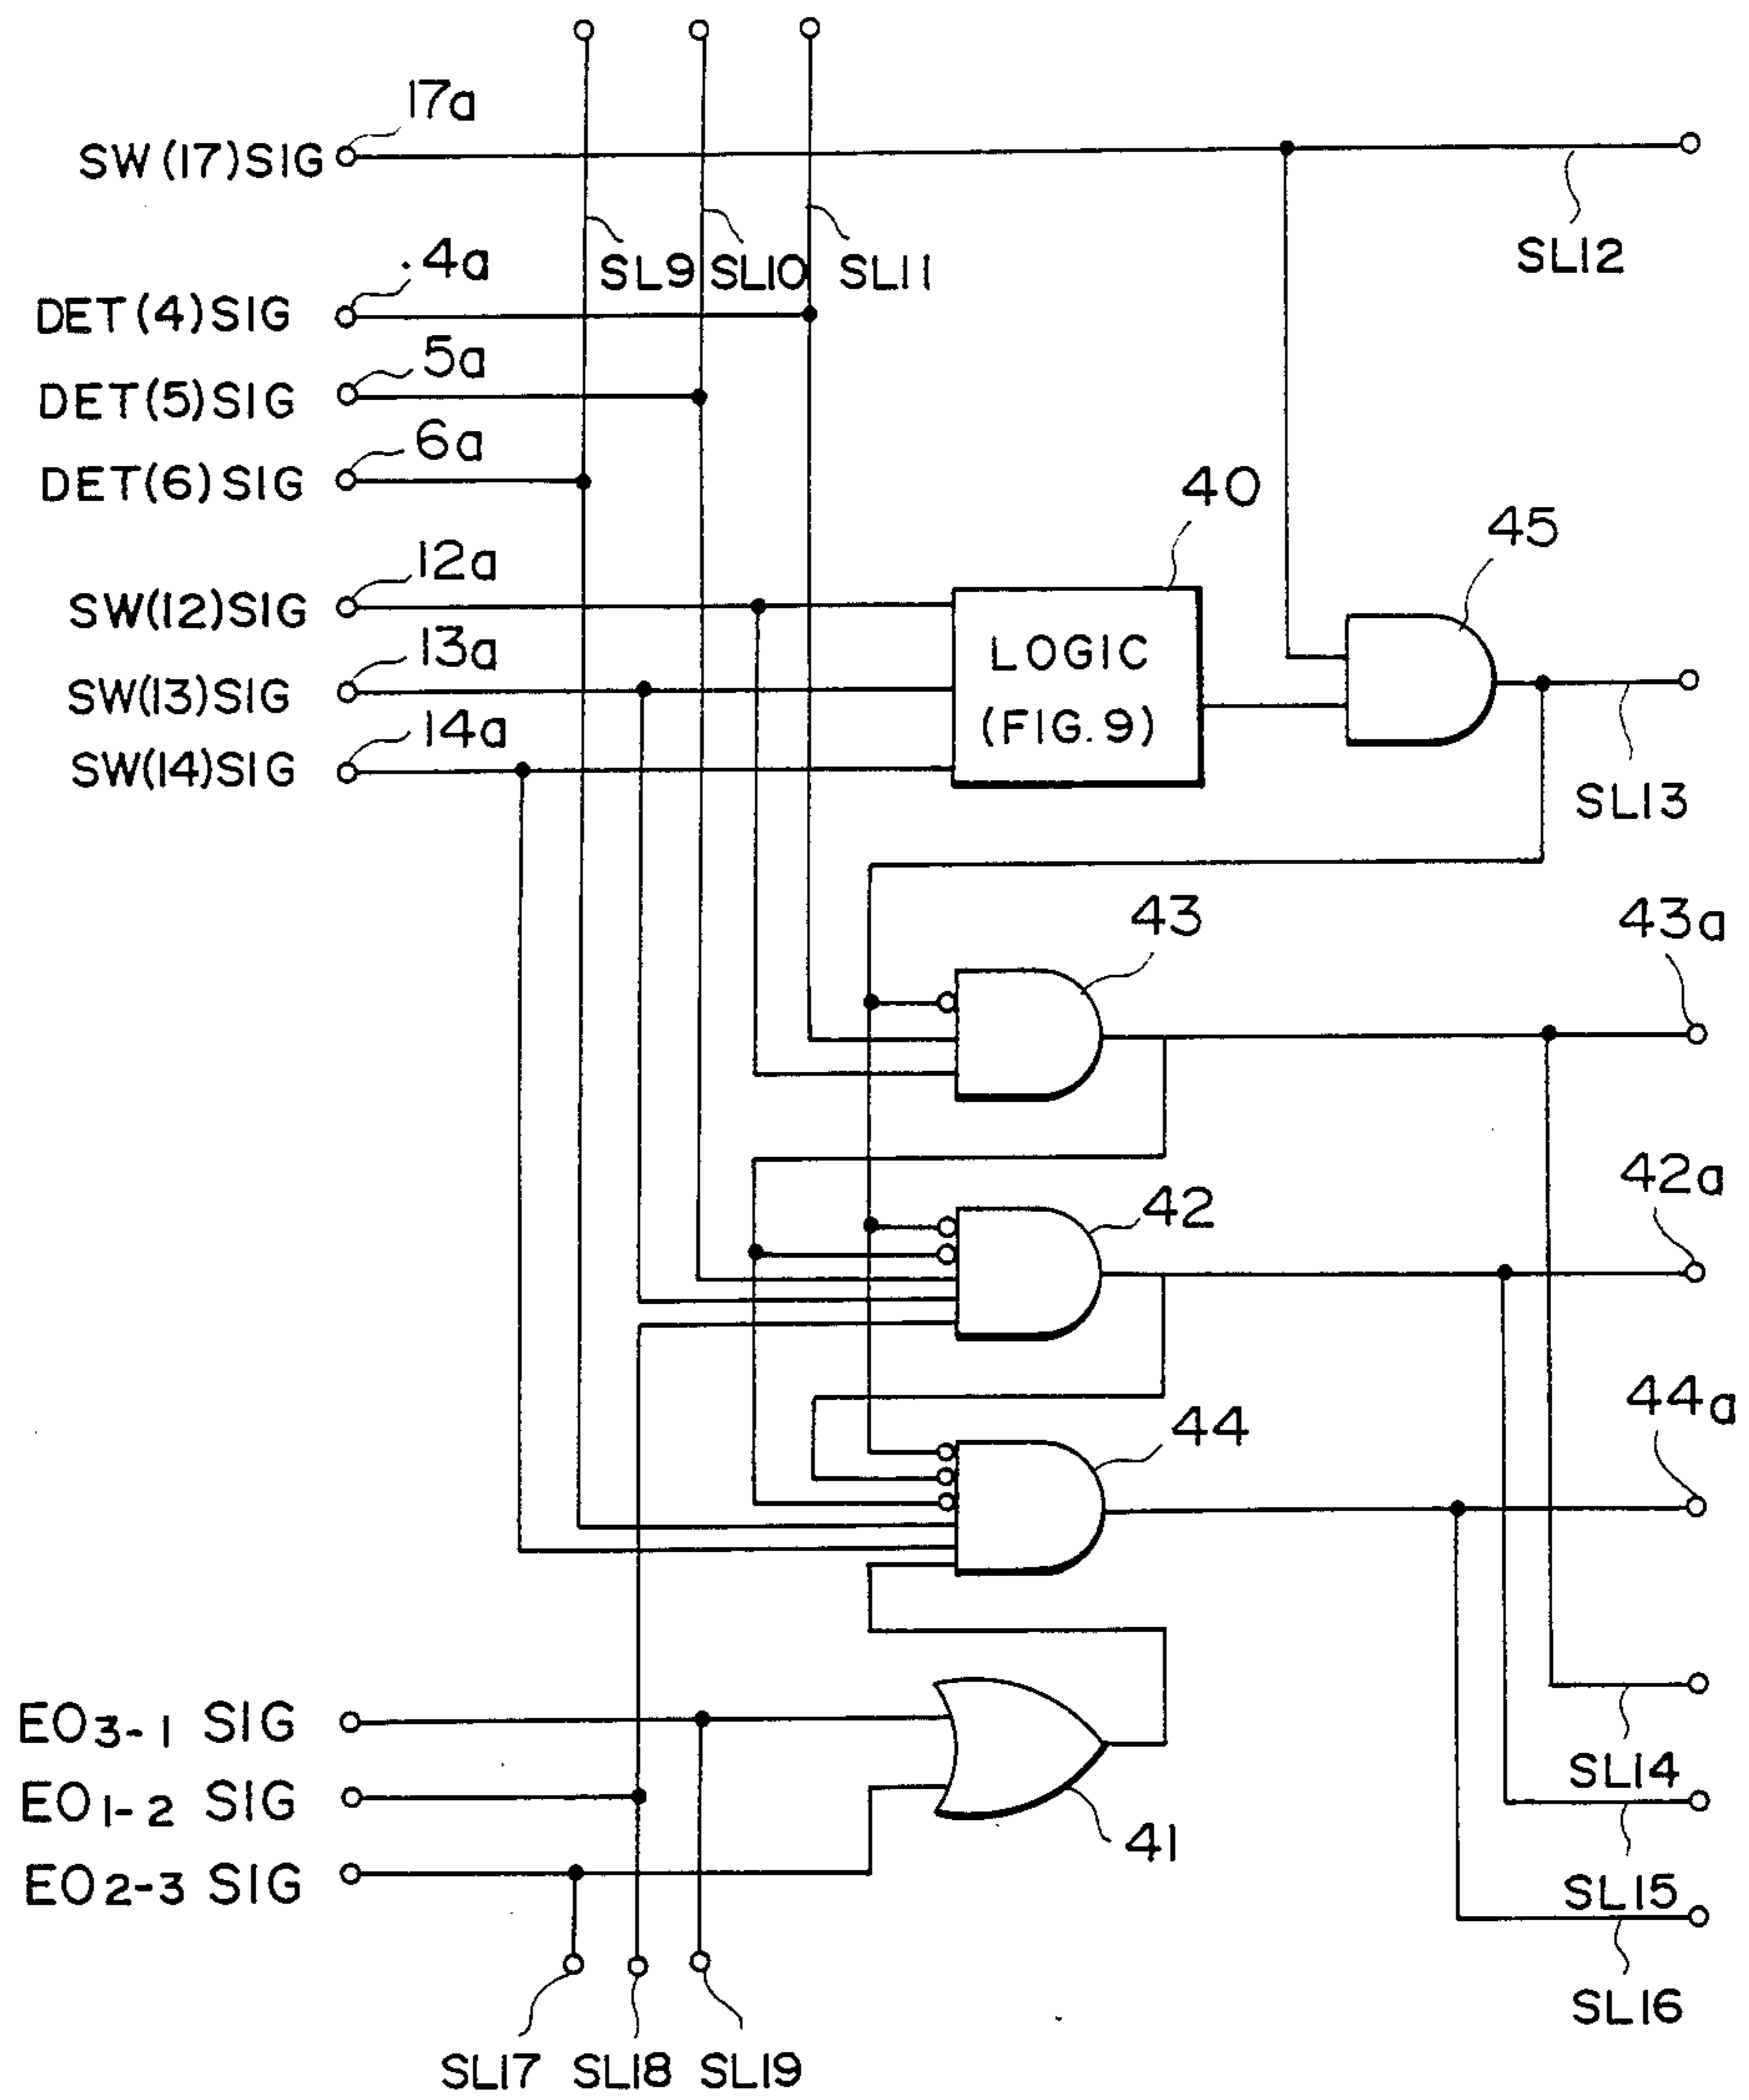 17a
SW(17)SIG
SL12
4a
SL9 SL10 SL11
DET(4)SIG
5a
DET(5)SIG
6a
DET(6)SIG
40
45
12a
SW(12)SIG
13a
LOGIC
SW(13)SIG
14a
(FIG. 9)
SW(14)SIG
SL13
43
43a
42
42a
44
44a
EO3-1 SIG
SL14
EO1-2 SIG
41
EO2-3 SIG
SL15
SL16
SL17 SL18 SL19